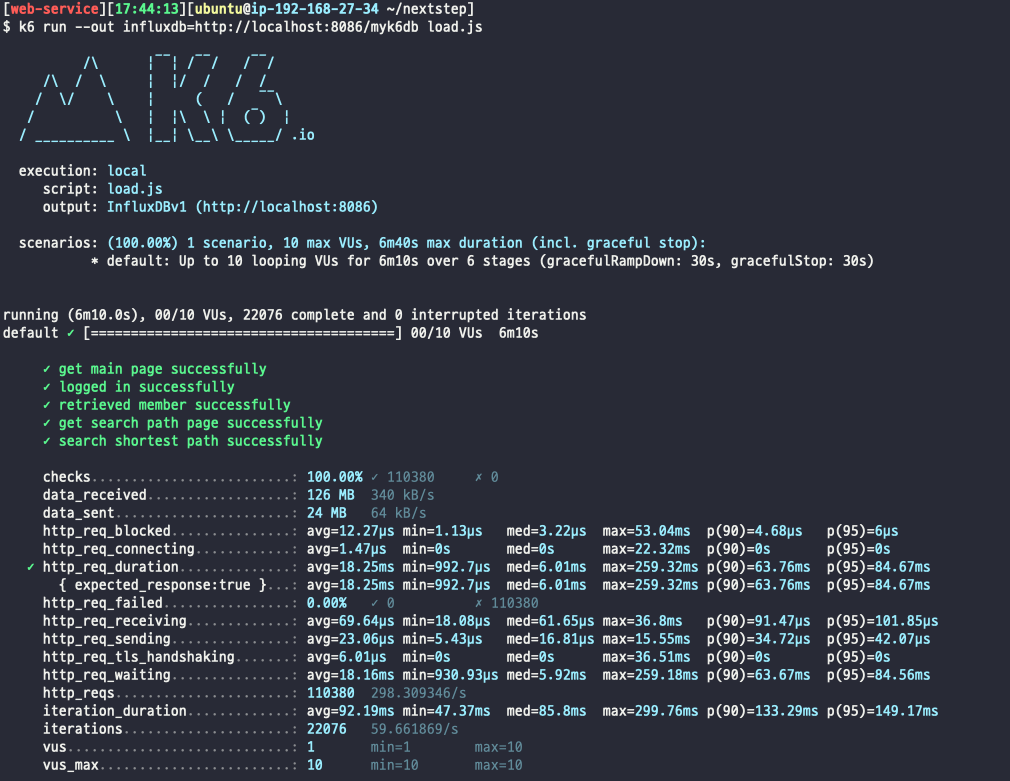 [web-service][17:44:13][ubuntu@ip-192-168-27-34 ~/nextstep]
$ k6 run --out influxdb=http://localhost:8086/myk6db load.js
          /\      |‾‾| /‾‾/   /‾‾/
     /\  /  \     |  |/  /   /  /
    /  \/    \    |     (   /   ‾‾\
   /          \   |  |\  \ |  (‾)  |
  / __________ \  |__| \__\ \_____/ .io
execution: local
script: load.js
output: InfluxDBv1 (http://localhost:8086)
scenarios: (100.00%) 1 scenario, 10 max VUs, 6m40s max duration (incl. graceful stop):
* default: Up to 10 looping VUs for 6m10s over 6 stages (gracefulRampDown: 30s, gracefulStop: 30s)
running (6m10.0s), 00/10 VUs, 22076 complete and 0 interrupted iterations
default ✓ [======================================] 00/10 VUs  6m10s
✓ get main page successfully
✓ logged in successfully
✓ retrieved member successfully
✓ get search path page successfully
✓ search shortest path successfully
checks.........................: 100.00% ✓ 110380     ✗ 0
data_received..................: 126 MB  340 kB/s
data_sent......................: 24 MB   64 kB/s
http_req_blocked...............: avg=12.27µs min=1.13µs   med=3.22µs  max=53.04ms  p(90)=4.68µs   p(95)=6µs
http_req_connecting............: avg=1.47µs  min=0s       med=0s      max=22.32ms  p(90)=0s       p(95)=0s
✓ http_req_duration..............: avg=18.25ms min=992.7µs  med=6.01ms  max=259.32ms p(90)=63.76ms  p(95)=84.67ms
{ expected_response:true }...: avg=18.25ms min=992.7µs  med=6.01ms  max=259.32ms p(90)=63.76ms  p(95)=84.67ms
http_req_failed................: 0.00%   ✓ 0          ✗ 110380
http_req_receiving.............: avg=69.64µs min=18.08µs  med=61.65µs max=36.8ms   p(90)=91.47µs  p(95)=101.85µs
http_req_sending...............: avg=23.06µs min=5.43µs   med=16.81µs max=15.55ms  p(90)=34.72µs  p(95)=42.07µs
http_req_tls_handshaking.......: avg=6.01µs  min=0s       med=0s      max=36.51ms  p(90)=0s       p(95)=0s
http_req_waiting...............: avg=18.16ms min=930.93µs med=5.92ms  max=259.18ms p(90)=63.67ms  p(95)=84.56ms
http_reqs......................: 110380  298.309346/s
iteration_duration.............: avg=92.19ms min=47.37ms  med=85.8ms  max=299.76ms p(90)=133.29ms p(95)=149.17ms
iterations.....................: 22076   59.661869/s
vus............................: 1       min=1        max=10
vus_max........................: 10      min=10       max=10